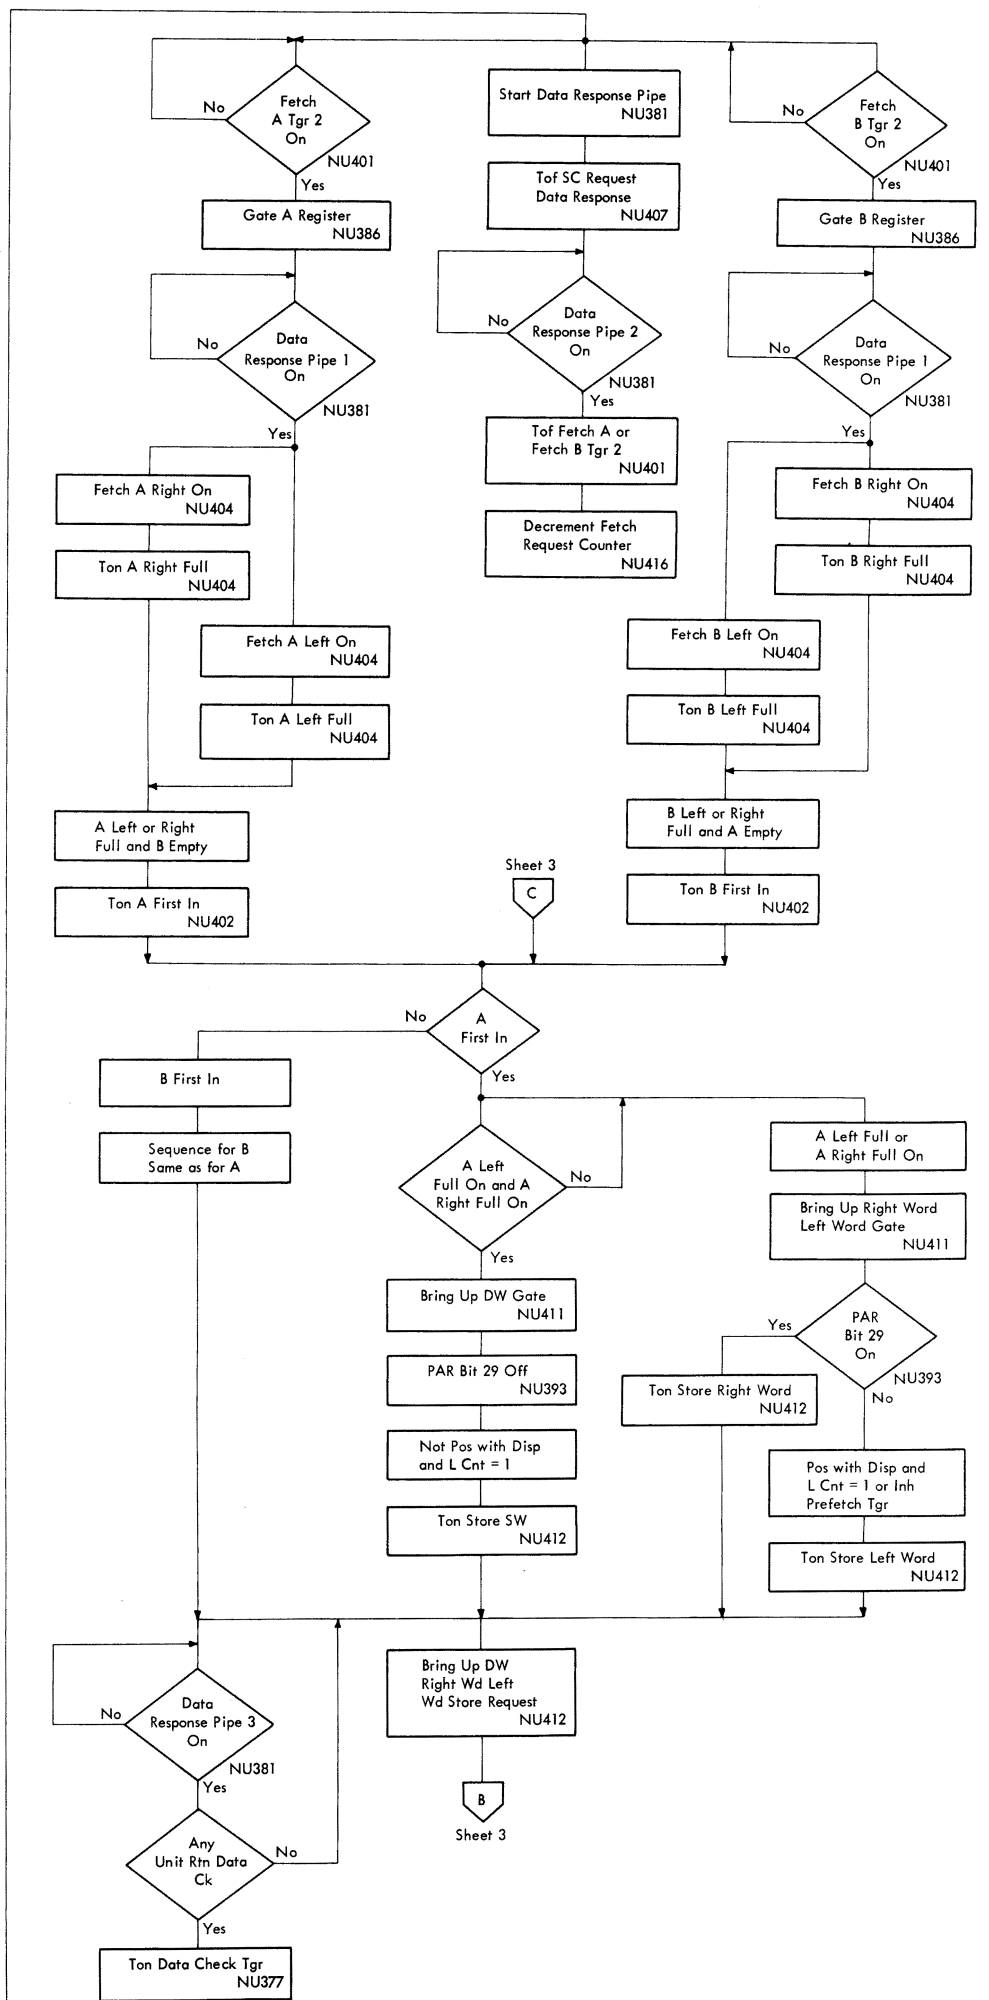 No
Fetch
A Tgr 2
On
NU401
Yes
Gate A Register
NU386
No
Data
Response Pipe 1
On
NU381
Yes
Fetch A Right On
NU404
Ton A Right Full
NU404
Fetch A Left On
NU404
Ton A Left Full
NU404
A Left or Right
Full and B Empty
Ton A First In
NU402
Start Data Response Pipe
NU381
Tof SC Request
Data Response
NU407
No
Data
Response Pipe 2
On
NU381
Yes
Tof Fetch A or
Fetch B Tgr 2
NU401
Decrement Fetch
Request Counter
NU416
No
Fetch
B Tgr 2
On
NU401
Yes
Gate B Register
NU386
No
Data
Response Pipe 1
On
NU381
Yes
Fetch B Right On
NU404
Ton B Right Full
NU404
Fetch B Left On
NU404
Ton B Left Full
NU404
B Left or Right
Full and A Empty
Ton B First In
NU402
Sheet 3
C
A
First In
No
Yes
B First In
Sequence for B
Same as for A
A Left
Full On and A
Right Full On
No
Yes
Bring Up DW Gate
NU411
PAR Bit 29 Off
NU393
Not Pos with Disp
and L Cnt = 1
Ton Store SW
NU412
A Left Full or
A Right Full On
Bring Up Right Word
Left Word Gate
NU411
Yes
PAR
Bit 29
On
NU393
No
Ton Store Right Word
NU412
Pos with Disp and
L Cnt = 1 or Inh
Prefetch Tgr
Ton Store Left Word
NU412
No
Data
Response Pipe 3
On
NU381
Yes
Any
Unit Rtn Data
Ck
No
Yes
Ton Data Check Tgr
NU377
Bring Up DW
Right Wd Left
Wd Store Request
NU412
B
Sheet 3